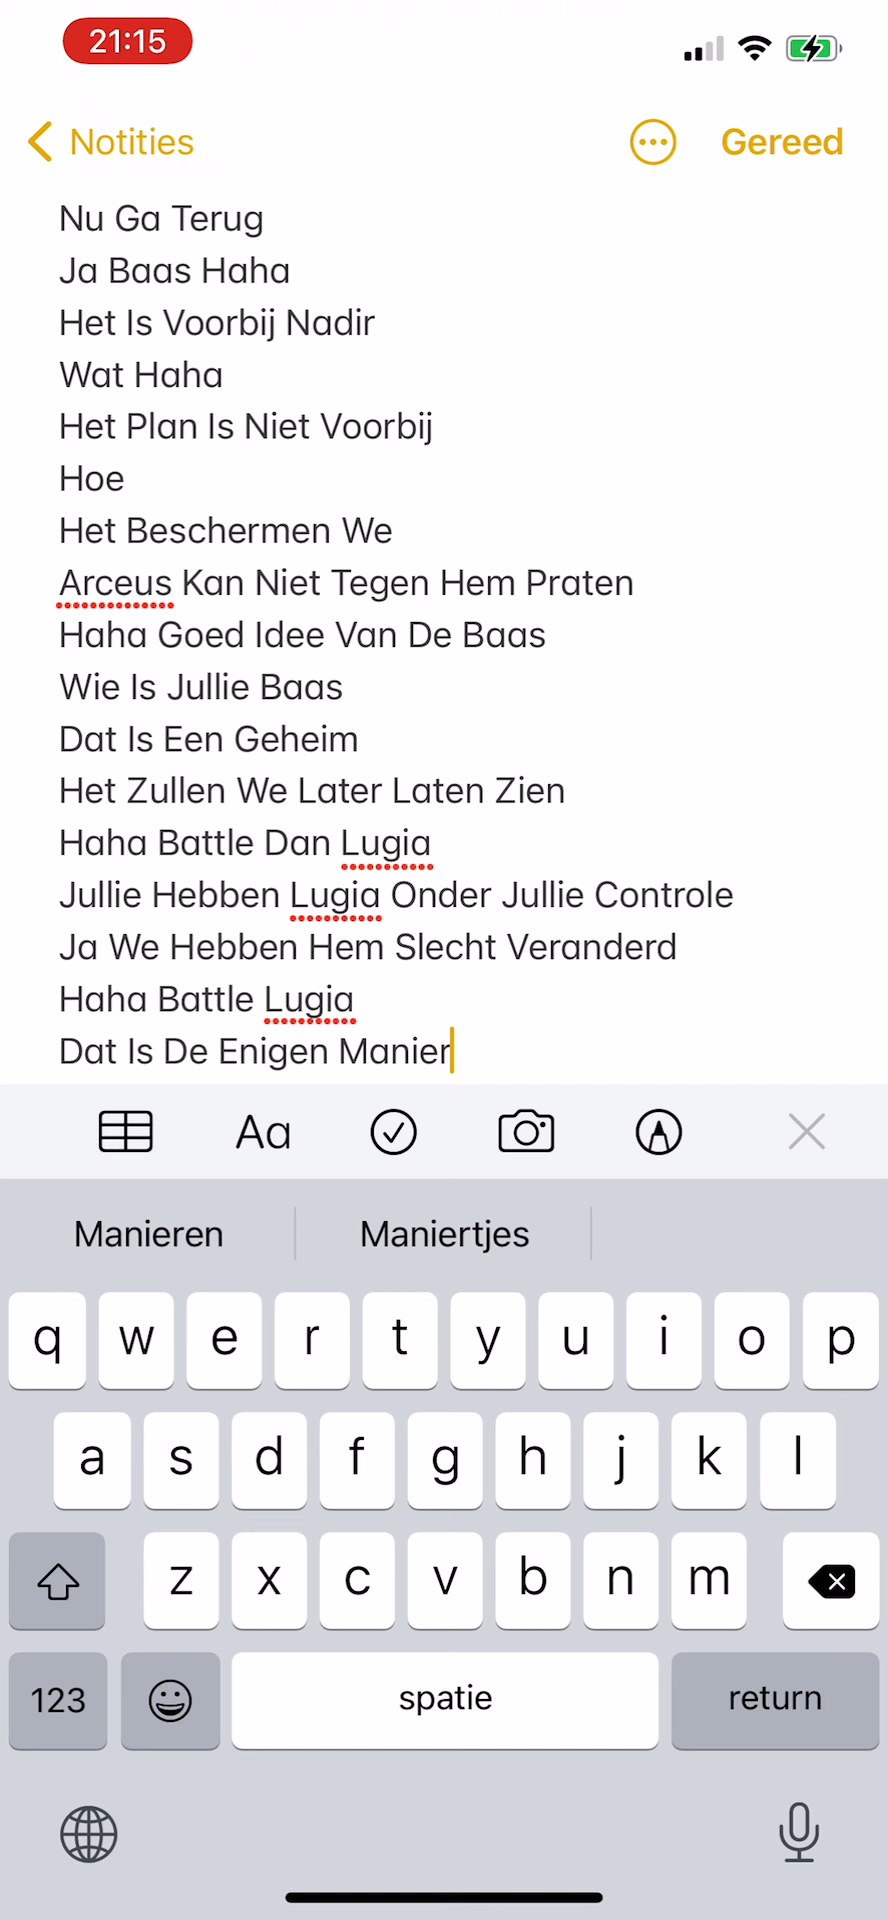 21:15
Notities
Gereed
Nu Ga Terug
Ja Baas Haha
Het Is Voorbij Nadir
Wat Haha
Het Plan Is Niet Voorbij
Hoe
Het Beschermen We
Arceus Kan Niet Tegen Hem Praten
Haha Goed Idee Van De Baas
Wie Is Jullie Baas
Dat Is Een Geheim
Het Zullen We Later Laten Zien
Haha Battle Dan Lugia
Jullie Hebben Lugia Onder Jullie Controle
Ja We Hebben Hem Slecht Veranderd
Haha Battle Lugia
Dat Is De Enigen Manier
Aa
Manieren Maniertjes
q w e r t y u i o p
a s d f g h j k l
z x c v b n m
123 spatie return